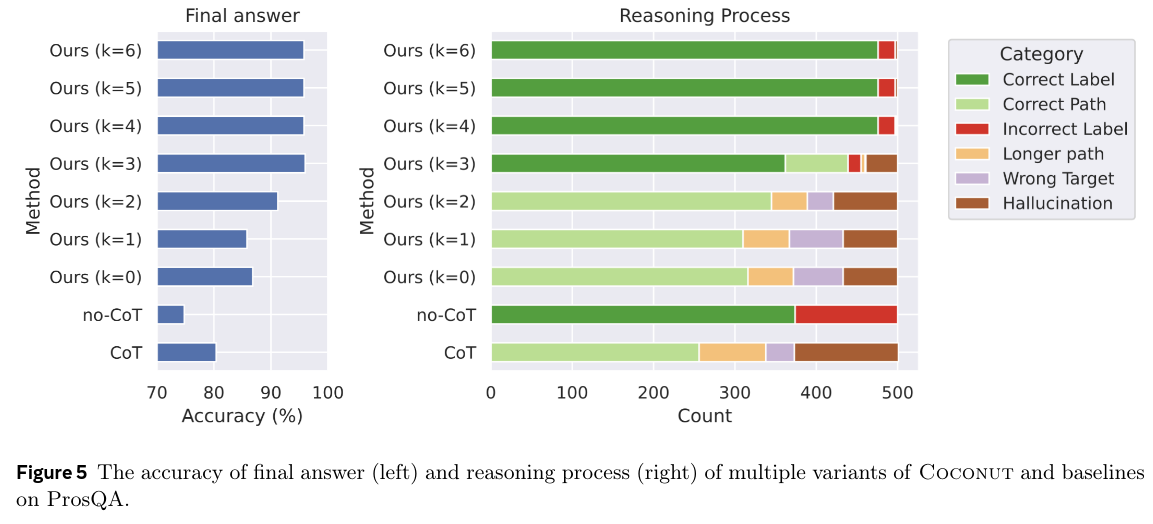 Final answer
Reasoning Process
Method
Ours (k=6)
Ours (k=5)
Ours (k=4)
Ours (k=3)
Ours (k=2)
Ours (k=1)
Ours (k=0)
no-CoT
CoT
70 80 90 100
Accuracy (%)
Method
Ours (k=6)
Ours (k=5)
Ours (k=4)
Ours (k=3)
Ours (k=2)
Ours (k=1)
Ours (k=0)
no-CoT
CoT
0 100 200 300 400 500
Count
Category
Correct Label
Correct Path
Incorrect Label
Longer path
Wrong Target
Hallucination
Figure 5 The accuracy of final answer (left) and reasoning process (right) of multiple variants of Coconut and baselines
on ProsQA.